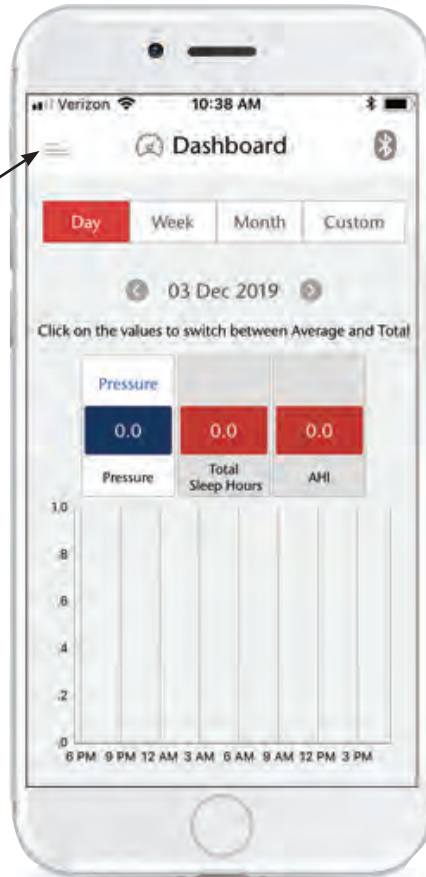 Verizon 10:38 AM
Dashboard
Day Week Month Custom
03 Dec 2019
Click on the values to switch between Average and Total
Pressure
0.0 0.0 0.0
Pressure Total Sleep Hours AHI
1.0
.8
.6
.4
.2
.0
6 PM 9 PM 12 AM 3 AM 6 AM 9 AM 12 PM 3 PM